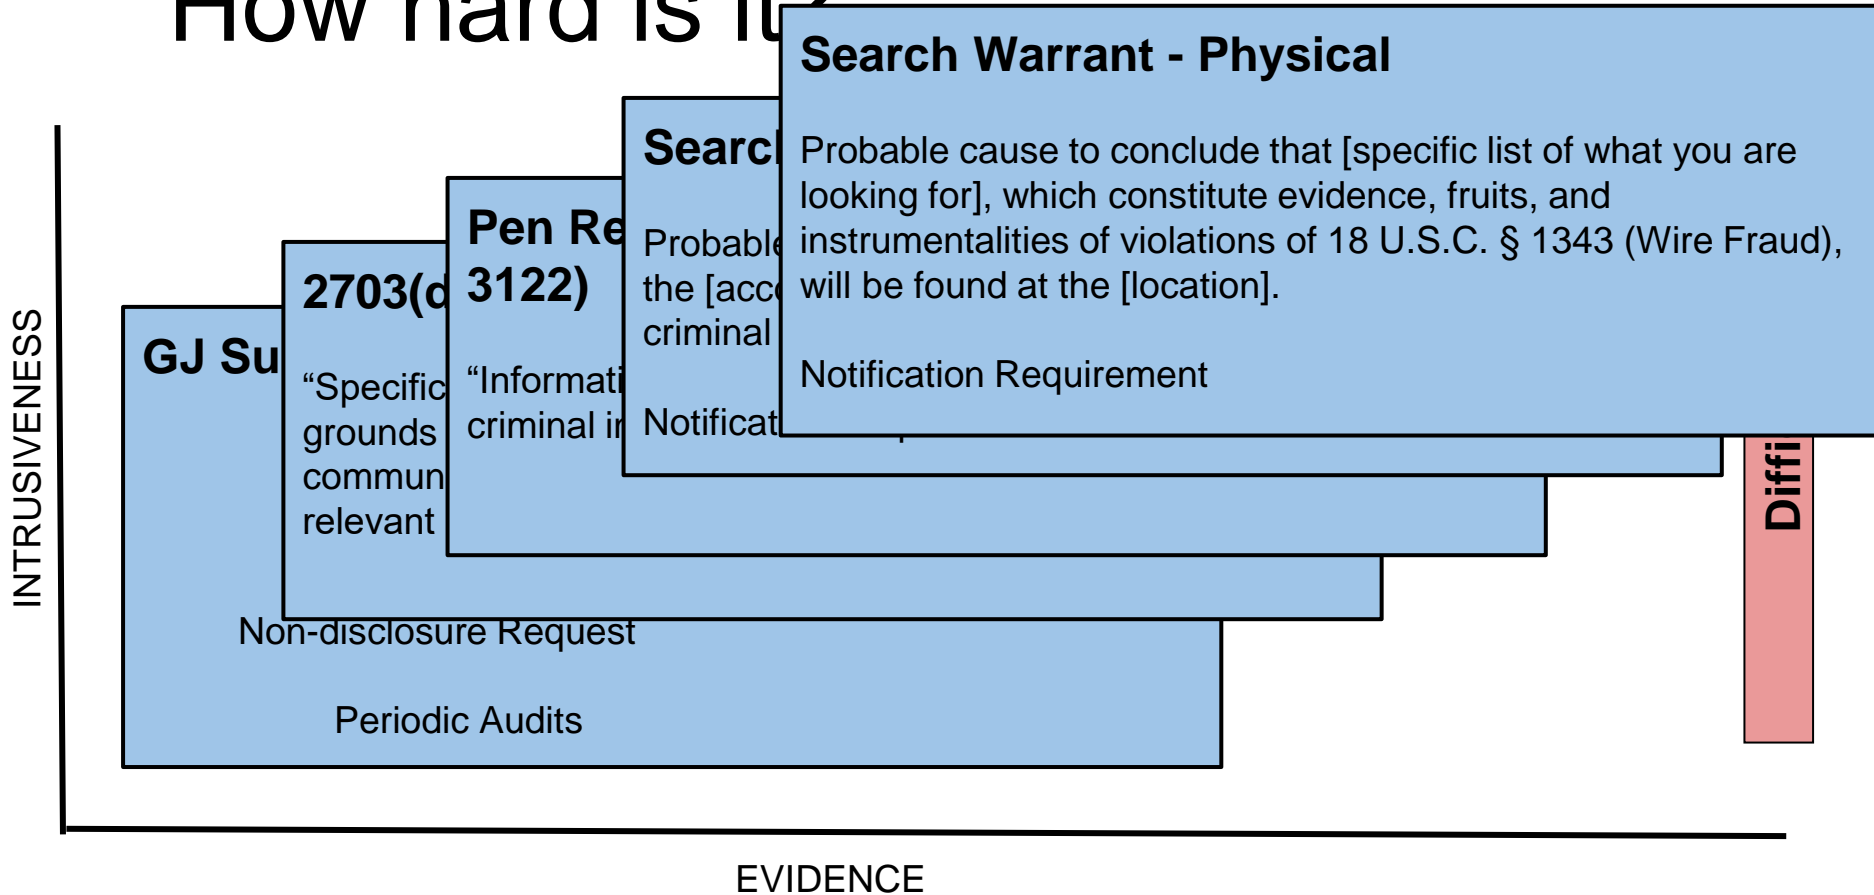 How hard is it?
Search Warrant - Physical
Probable cause to conclude that [specific list of what you are
looking for], which constitute evidence, fruits, and
instrumentalities of violations of 18 U.S.C. § 1343 (Wire Fraud),
will be found at the [location].
Notification Requirement
Search
Probable
the [acco
criminal
Notificat
Pen Re
3122)
“Informati
criminal in
2703(d
“Specific
grounds
commun
relevant
GJ Su
Non-disclosure Request
Periodic Audits
INTRUSIVENESS
EVIDENCE
Diffi